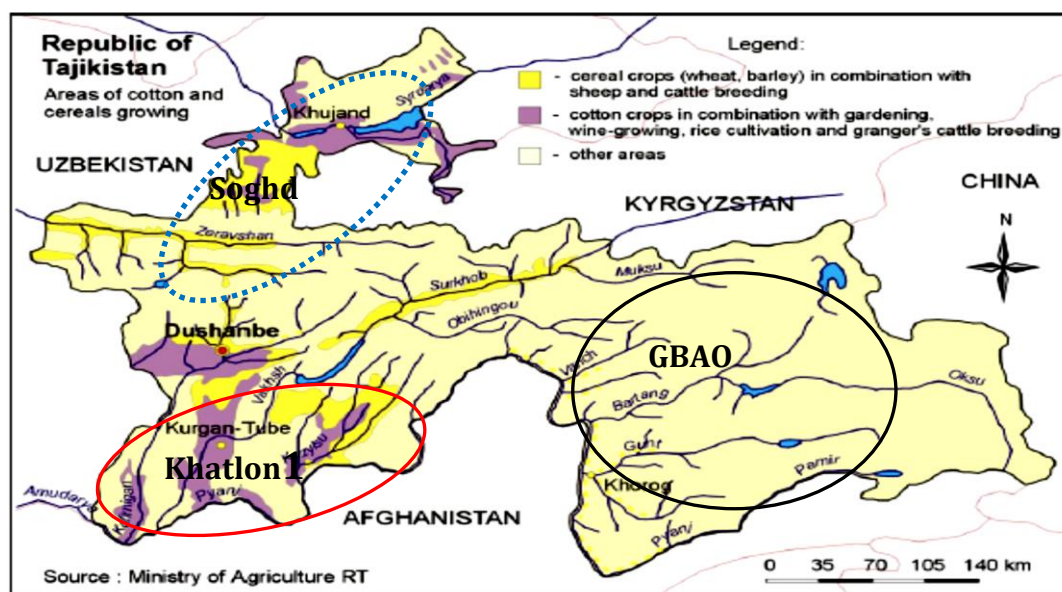 Republic of
Tajikistan
Areas of cotton and
cereals growing
Legend:
- cereal crops (wheat, barley) in combination with
sheep and cattle breeding
- cotton crops in combination with gardening,
wine-growing, rice cultivation and granger's cattle breeding
- other areas
Syrdarya
Khujand
UZBEKISTAN
Soghd
CHINA
KYRGYZSTAN
N
Zeravshan
Surkhob
Muksu
Obihingou
Dushanbe
Vanch
GBAO
Oksu
Vakhsh
Bartang
Kurgan-Tube
Gunt
Khatlon1
Pamir
Khorog
Amudarya
Pyanj
AFGHANISTAN
Pyanj
Source : Ministry of Agriculture RT
0 35 70 105 140 km